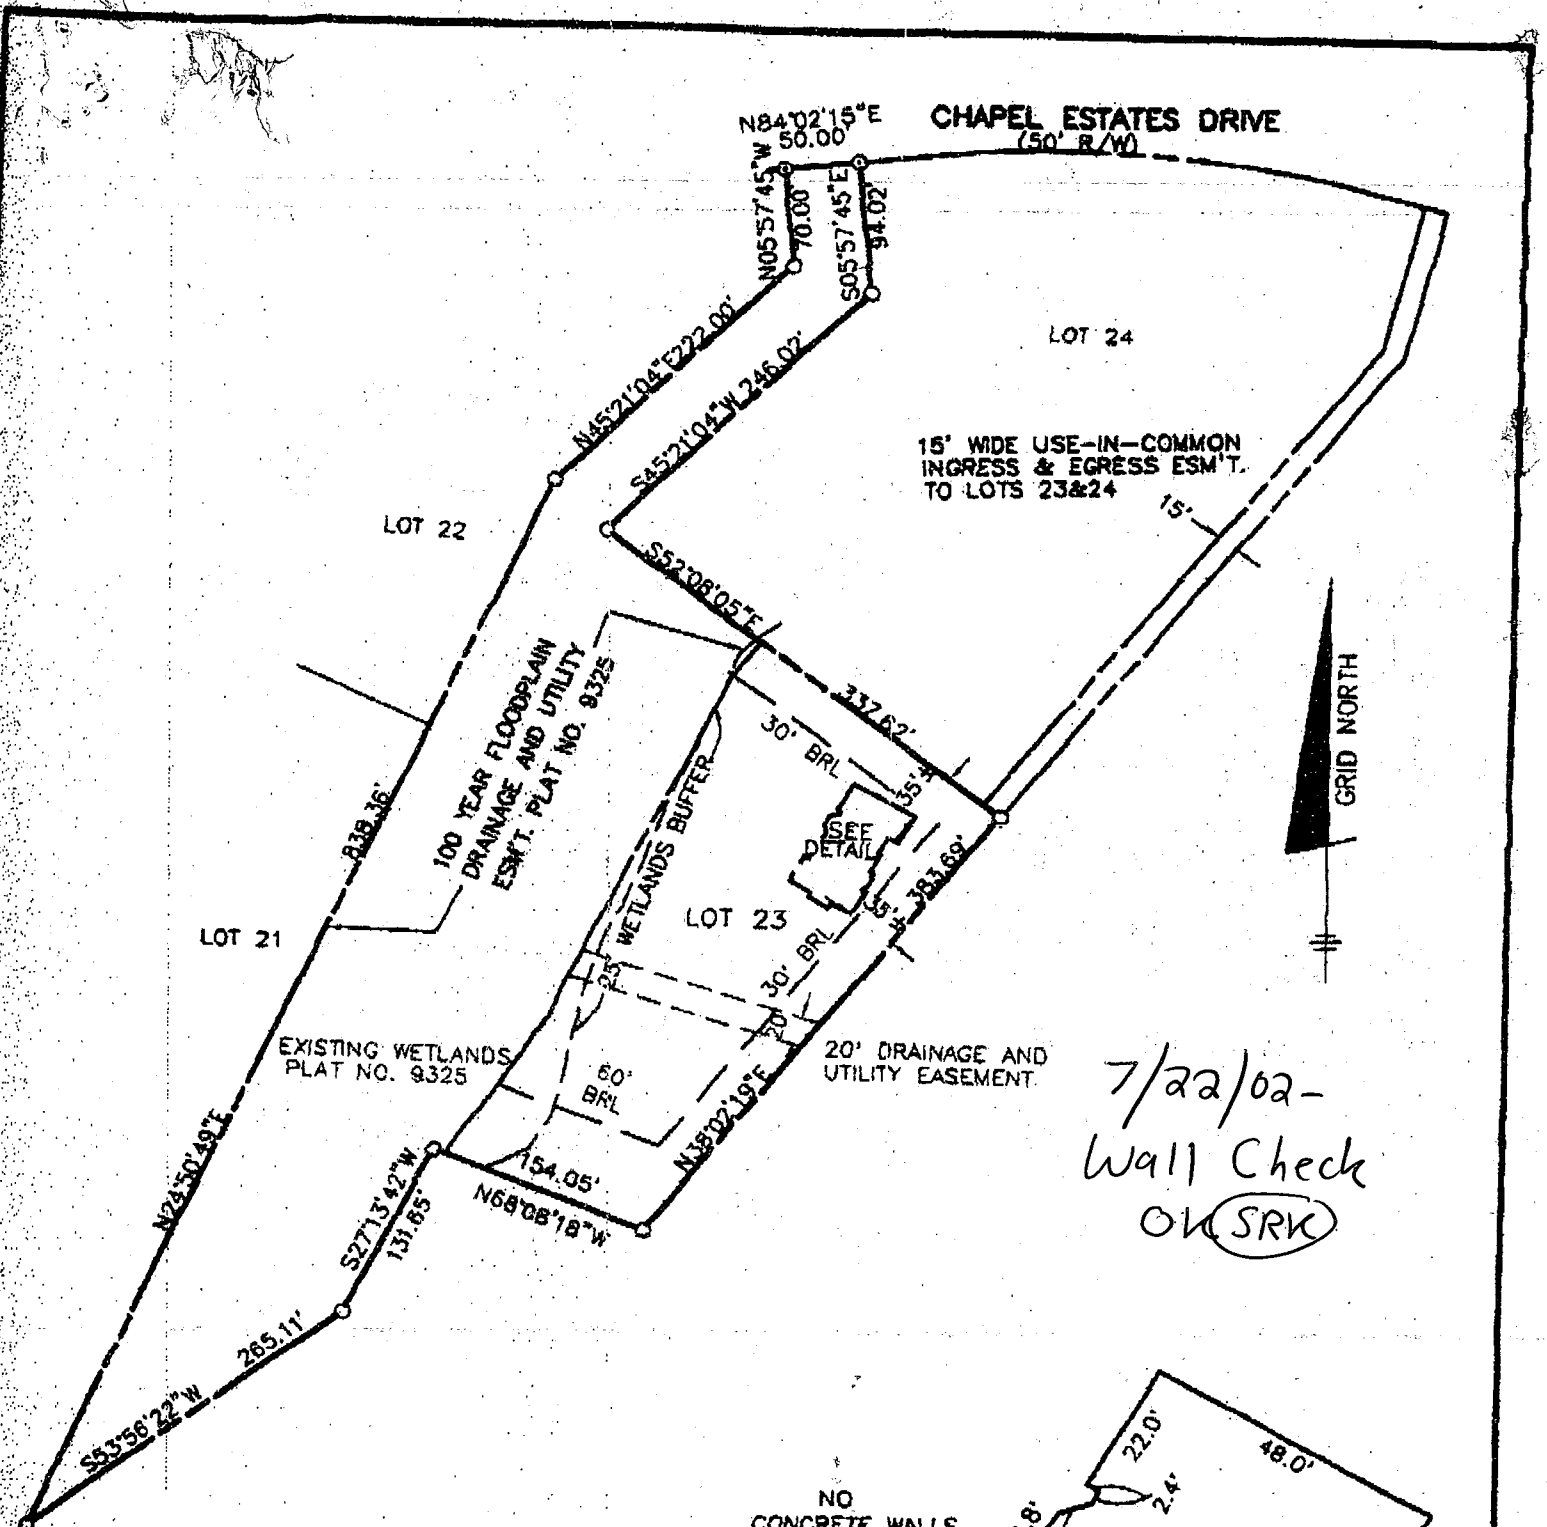 N84°02'15"E
50.00'
CHAPEL ESTATES DRIVE
(50' R/W)
N05°57'45"W
70.00'
S05°57'45"E
94.02'
LOT 24
N45°21'04"E 222.00'
S45°21'04"W 246.02'
15' WIDE USE-IN-COMMON
INGRESS & EGRESS ESM'T.
TO LOTS 23&24
15'
LOT 22
S52°08'05"E
337.62'
100 YEAR FLOODPLAIN
DRAINAGE AND UTILITY
ESM'T. PLAT NO. 9325
30' BRL
35'±
GRID NORTH
838.36'
WETLANDS BUFFER
SEE
DETAIL
383.69'
35'±
LOT 23
LOT 21
25'
30' BRL
20'
EXISTING WETLANDS
PLAT NO. 9325
60'
BRL
20' DRAINAGE AND
UTILITY EASEMENT
7/22/02-
Wall Check
OK SRK
N24°50'49"E
N38°02'19"E
154.05'
N68°08'18"W
S27°13'42"W
131.65'
265.11'
S53°56'22"W
22.0'
48.0'
2.4'
NO
CONCRETE WALLS